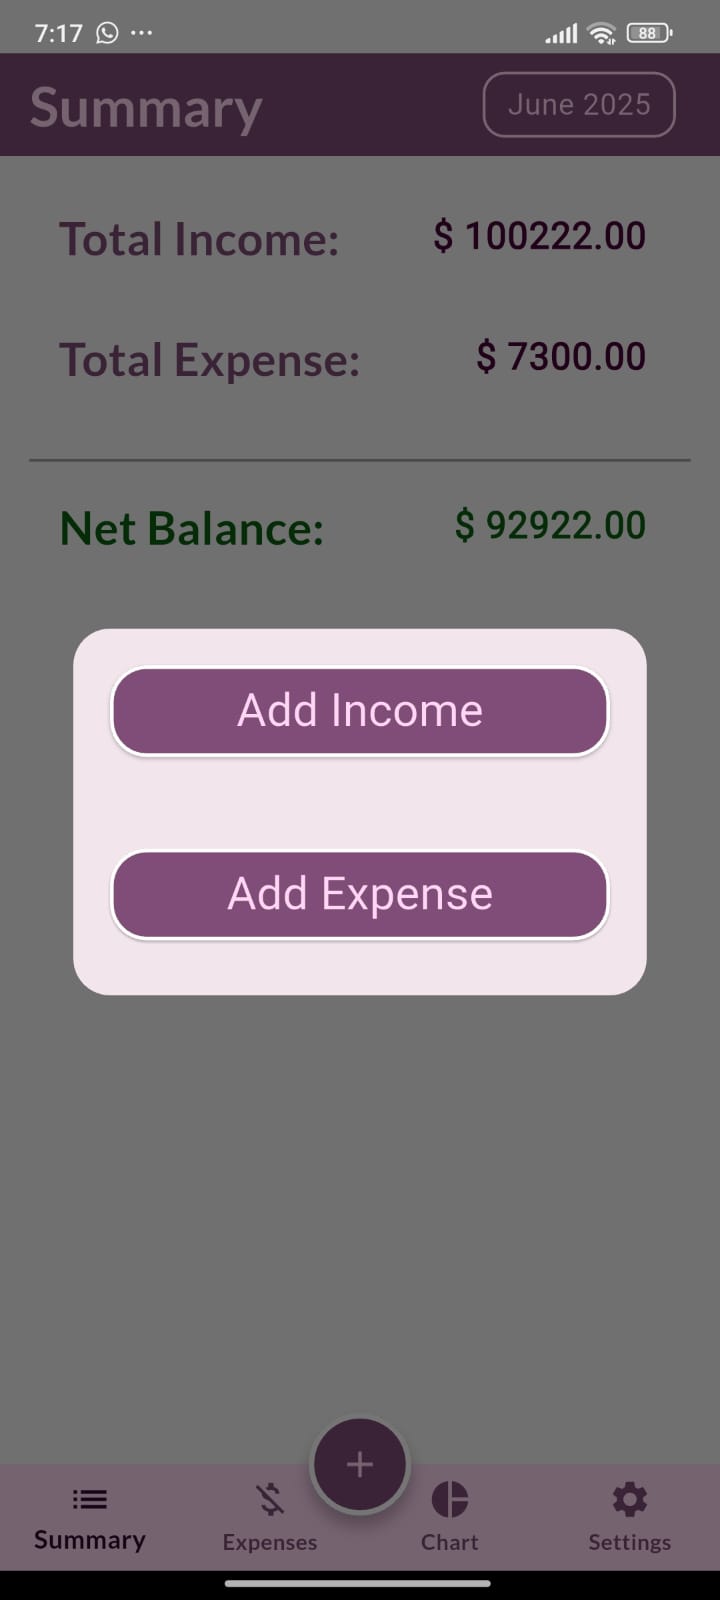 7:17 88
Summary June 2025
Total Income: $ 100222.00
Total Expense: $ 7300.00
Net Balance: $ 92922.00
Add Income
Add Expense
+
Summary Expenses Chart Settings